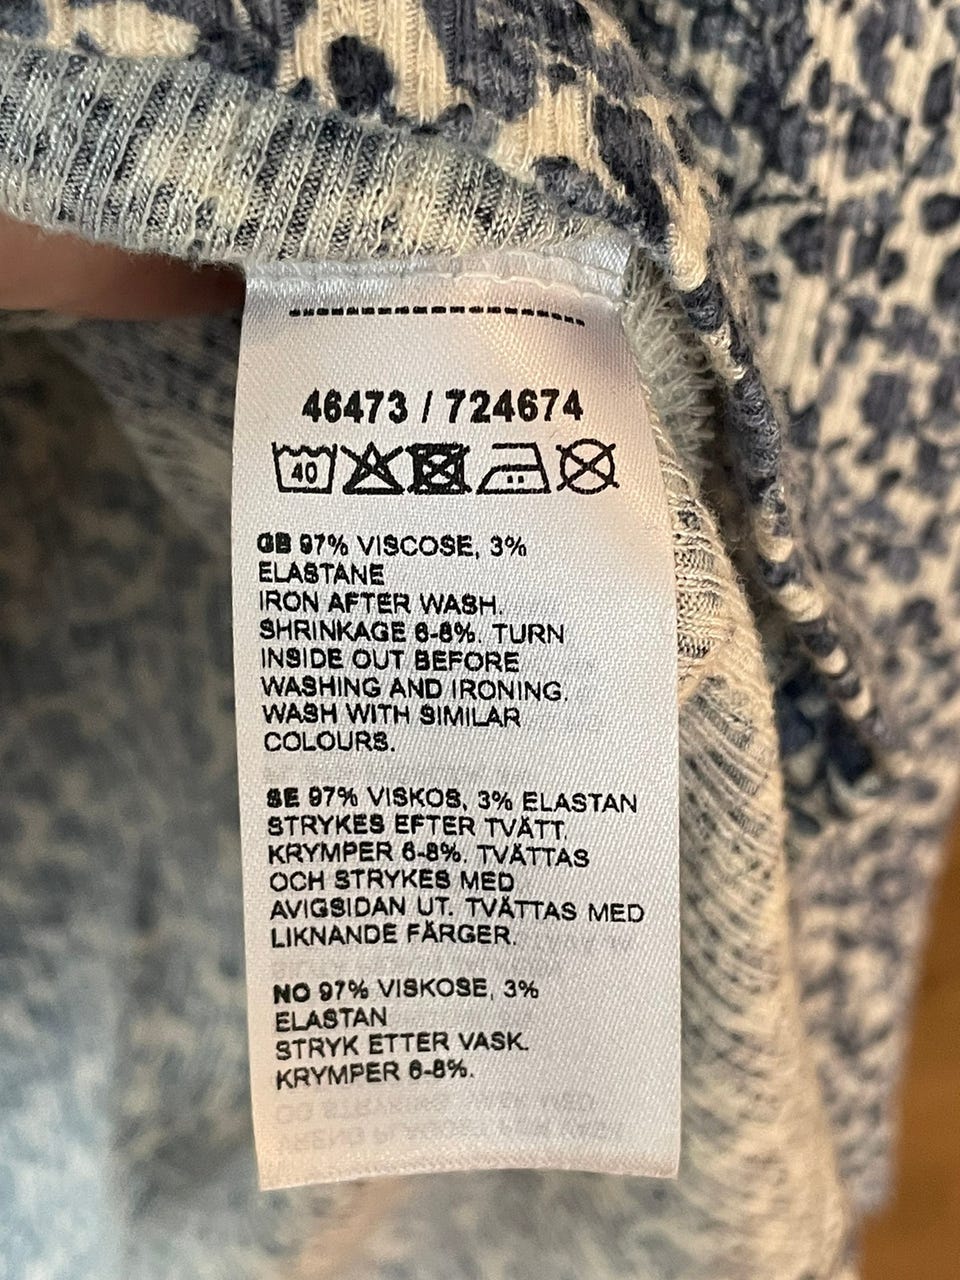 46473 / 724674
40
GB 97% VISCOSE, 3%
ELASTANE
IRON AFTER WASH.
SHRINKAGE 6-8%. TURN
INSIDE OUT BEFORE
WASHING AND IRONING.
WASH WITH SIMILAR
COLOURS.
SE 97% VISKOS, 3% ELASTAN
STRYKES EFTER TVÄTT.
KRYMPER 6-8%. TVÄTTAS
OCH STRYKES MED
AVIGSIDAN UT. TVÄTTAS MED
LIKNANDE FÄRGER.
NO 97% VISKOSE, 3%
ELASTAN
STRYK ETTER VASK.
KRYMPER 6-8%.